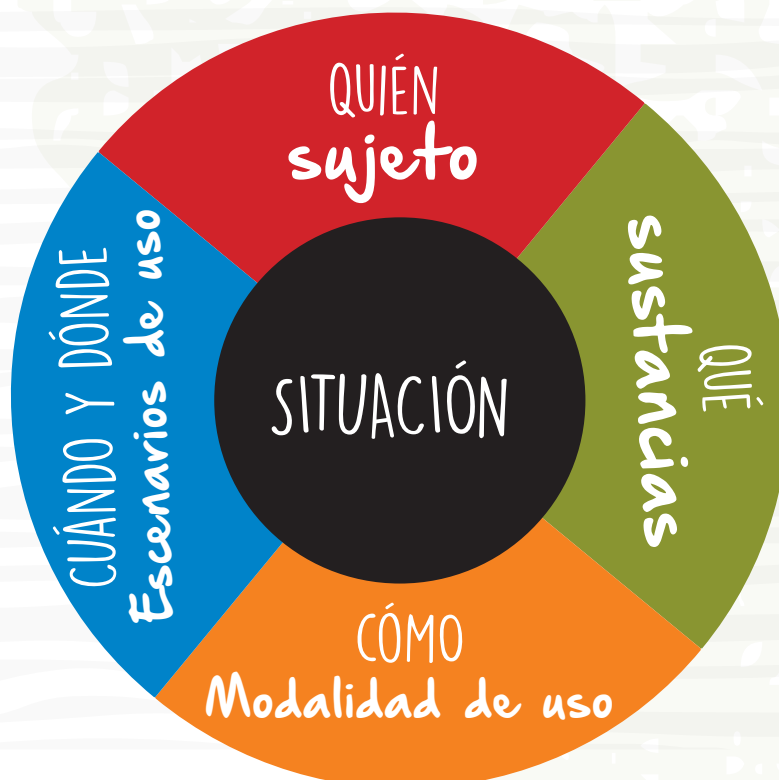 QUIÉN
sujeto
QUÉ
sustancias
CÓMO
Modalidad de uso
CUÁNDO Y DÓNDE
Escenarios de uso
SITUACIÓN